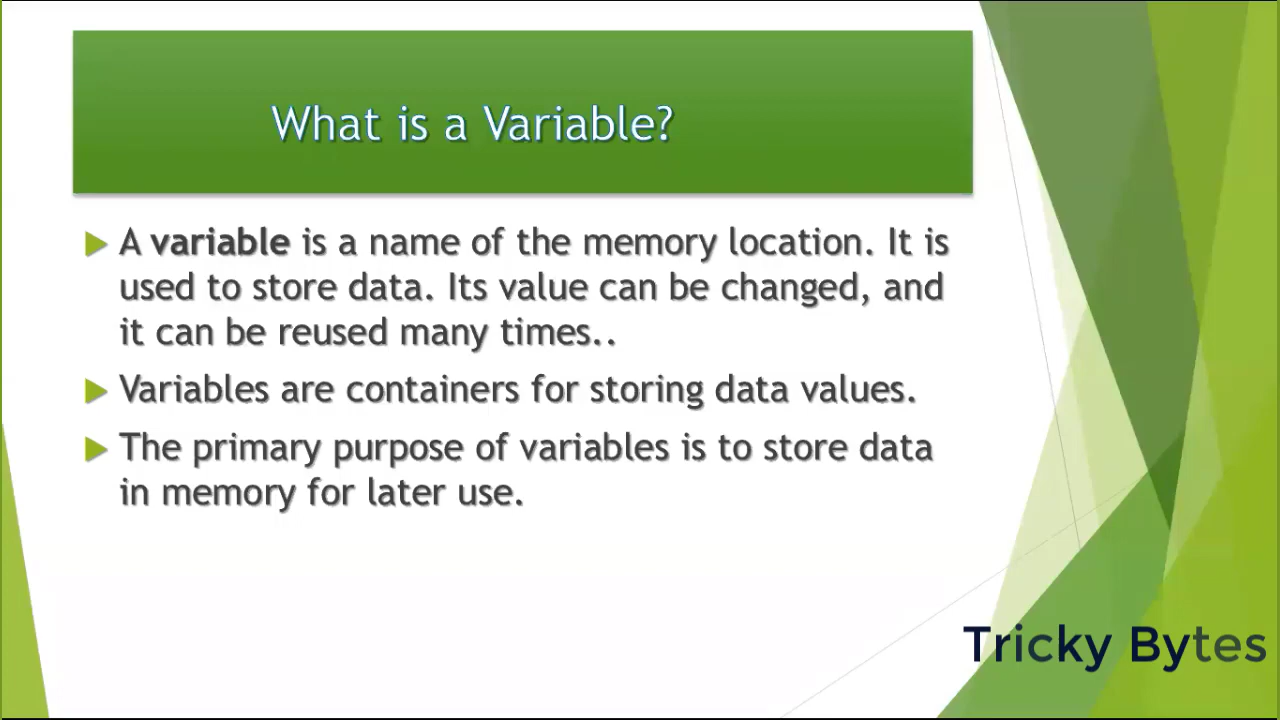 What is a Variable?
A variable is a name of the memory location. It is
used to store data. Its value can be changed, and
it can be reused many times..
Variables are containers for storing data values.
The primary purpose of variables is to store data
in memory for later use.
Tricky Bytes